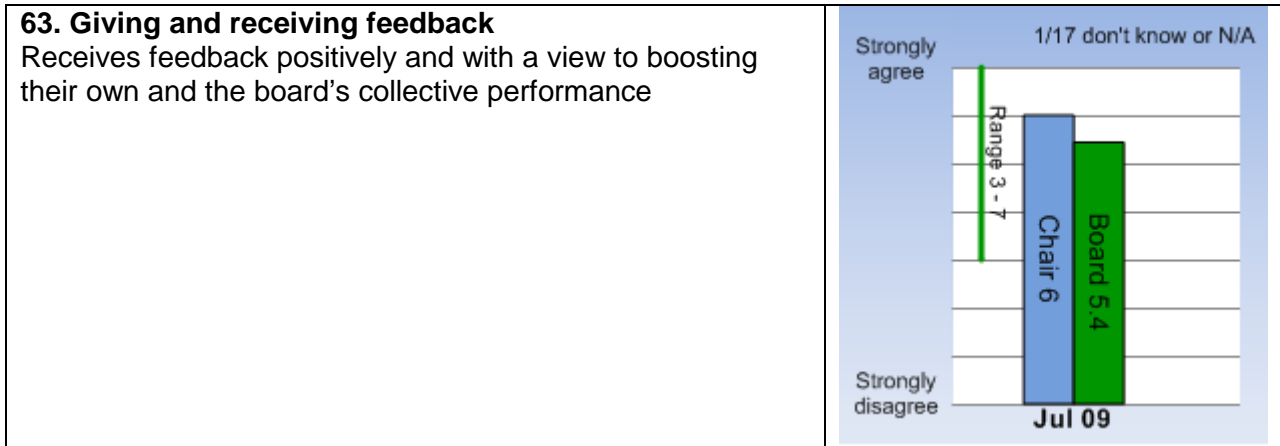 63. Giving and receiving feedback
Receives feedback positively and with a view to boosting
their own and the board's collective performance
1/17 don't know or N/A
Strongly
agree
Range 3 - 7
Chair 6
Board 5.4
Strongly
disagree
Jul 09